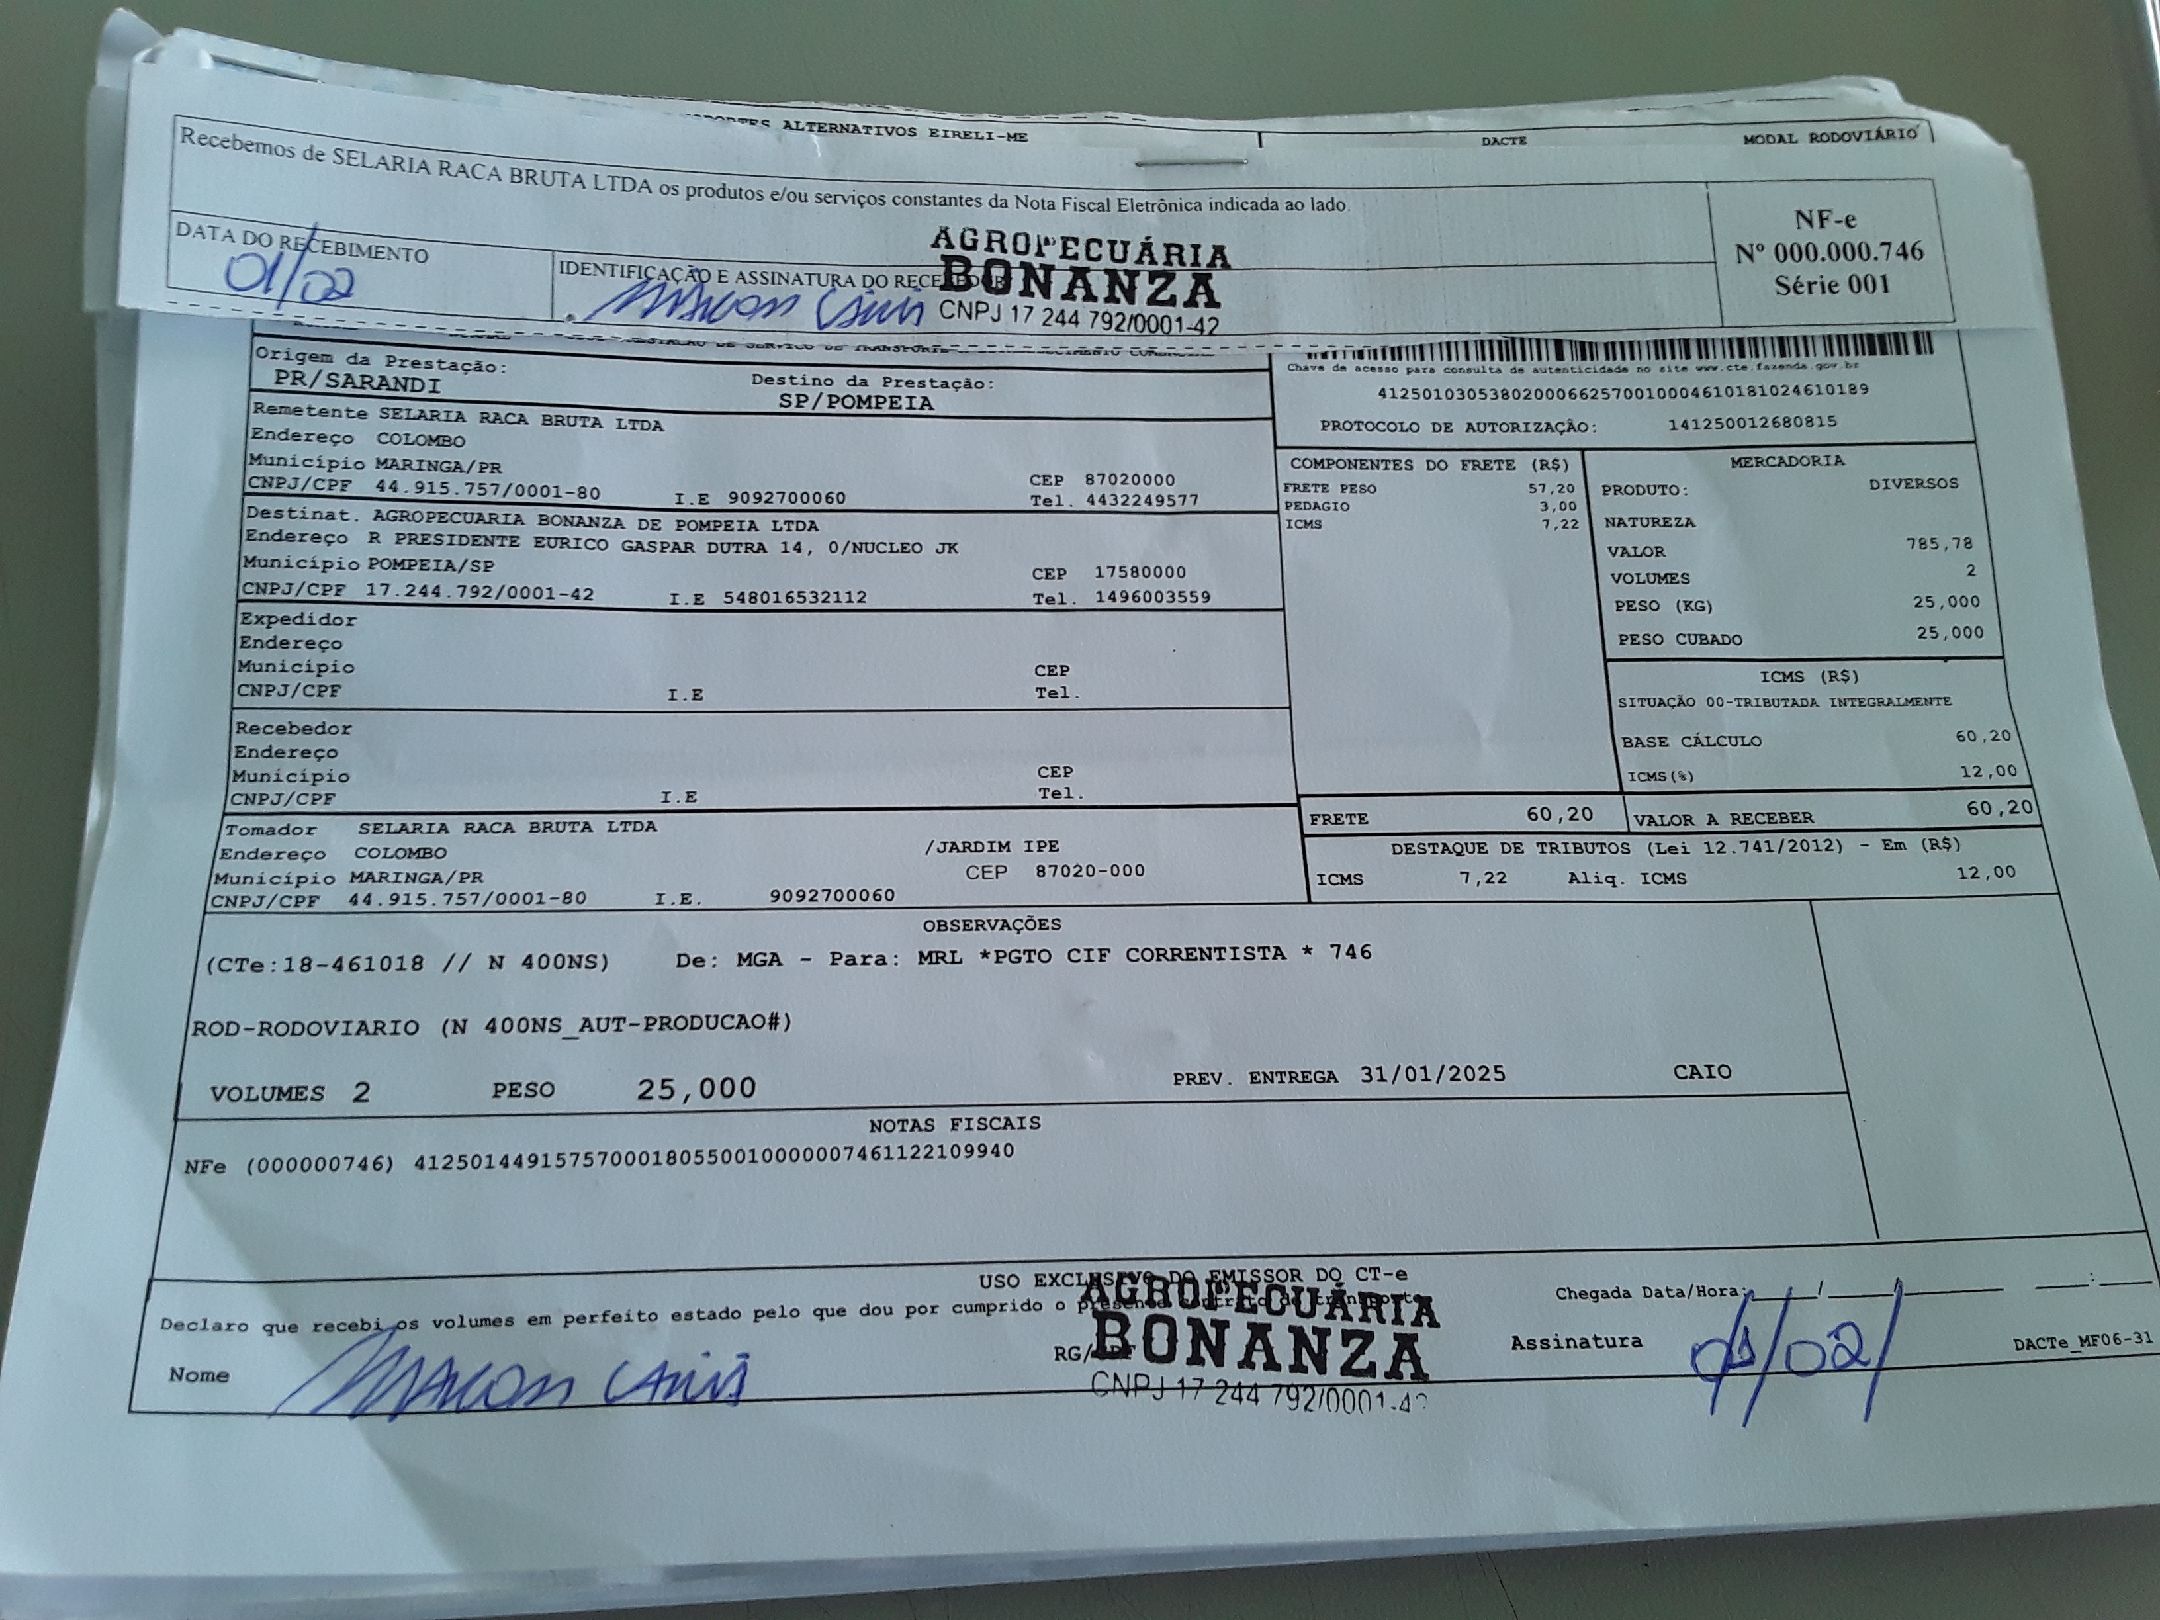 ALTERNATIVOS EIRELI-ME DACTE MODAL RODOVIÁRIO
Recebemos de SELARIA RACA BRUTA LTDA os produtos e/ou serviços constantes da Nota Fiscal Eletrônica indicada ao lado.
NF-e
Nº 000.000.746
Série 001
DATA DO RECEBIMENTO
01/02
IDENTIFICAÇÃO E ASSINATURA DO RECEBEDOR
AGROPECUÁRIA
BONANZA
CNPJ 17 244 792/0001-42
Origem da Prestação:
PR/SARANDI
Destino da Prestação:
SP/POMPEIA
Chave de acesso para consulta de autenticidade no site www.cte.fazenda.gov.br
41250103053802000662570010004610181024610189
PROTOCOLO DE AUTORIZAÇÃO: 141250012680815
Remetente SELARIA RACA BRUTA LTDA
Endereço COLOMBO
Município MARINGA/PR CEP 87020000
CNPJ/CPF 44.915.757/0001-80 I.E 9092700060 Tel. 4432249577
Destinat. AGROPECUARIA BONANZA DE POMPEIA LTDA
Endereço R PRESIDENTE EURICO GASPAR DUTRA 14, 0/NUCLEO JK
Município POMPEIA/SP CEP 17580000
CNPJ/CPF 17.244.792/0001-42 I.E 548016532112 Tel. 1496003559
Expedidor
Endereço
Município CEP
CNPJ/CPF I.E Tel.
Recebedor
Endereço
Município CEP
CNPJ/CPF I.E Tel.
Tomador SELARIA RACA BRUTA LTDA
Endereço COLOMBO /JARDIM IPE
Município MARINGA/PR CEP 87020-000
CNPJ/CPF 44.915.757/0001-80 I.E. 9092700060
COMPONENTES DO FRETE (R$)
FRETE PESO 57,20
PEDAGIO 3,00
ICMS 7,22
MERCADORIA
PRODUTO: DIVERSOS
NATUREZA
VALOR 785,78
VOLUMES 2
PESO (KG) 25,000
PESO CUBADO 25,000
ICMS (R$)
SITUAÇÃO 00-TRIBUTADA INTEGRALMENTE
BASE CÁLCULO 60,20
ICMS(%) 12,00
FRETE 60,20 VALOR A RECEBER 60,20
DESTAQUE DE TRIBUTOS (Lei 12.741/2012) - Em (R$)
ICMS 7,22 Aliq. ICMS 12,00
OBSERVAÇÕES
(CTe:18-461018 // N 400NS) De: MGA - Para: MRL *PGTO CIF CORRENTISTA * 746
ROD-RODOVIARIO (N 400NS_AUT-PRODUCAO#)
VOLUMES 2 PESO 25,000 PREV. ENTREGA 31/01/2025 CAIO
NOTAS FISCAIS
NFe (000000746) 41250144915757000180550010000007461122109940
USO EXCLUSIVO DO EMISSOR DO CT-e
Declaro que recebi os volumes em perfeito estado pelo que dou por cumprido o presente contrato de transporte
Chegada Data/Hora: / :
Nome RG/ Assinatura 01/02/ DACTe_MF06-31
AGROPECUÁRIA
BONANZA
CNPJ 17 244 792/0001-42